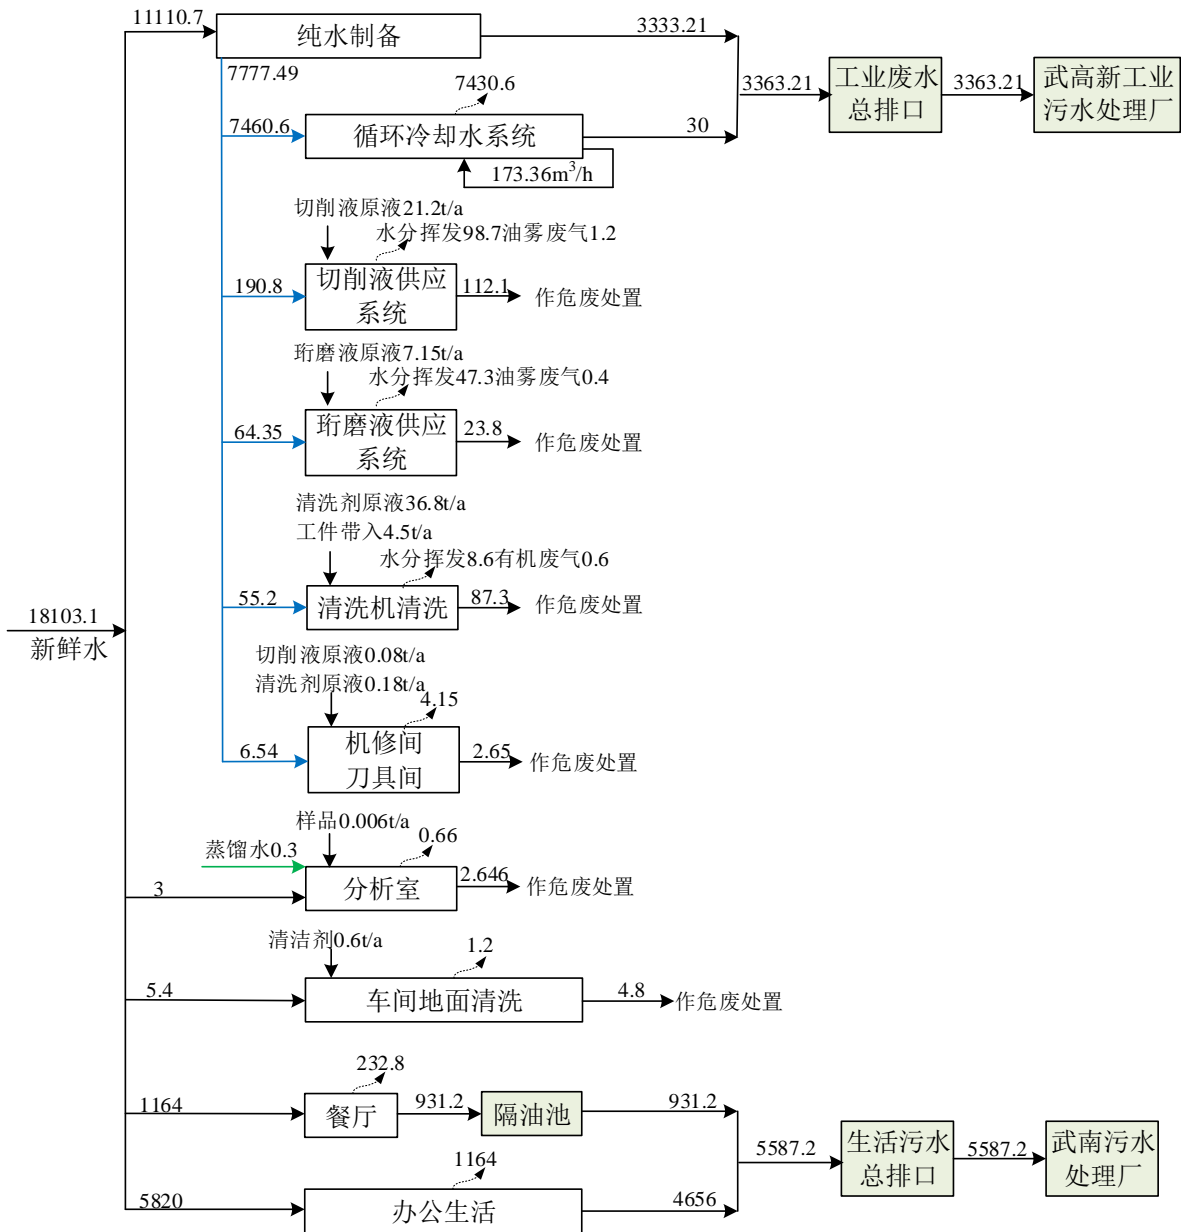 11110.7
纯水制备
3333.21
7777.49
7430.6
3363.21
工业废水
总排口
3363.21
武高新工业
污水处理厂
7460.6
循环冷却水系统
30
173.36m³/h
切削液原液21.2t/a
水分挥发98.7油雾废气1.2
190.8
切削液供应
系统
112.1
作危废处置
珩磨液原液7.15t/a
水分挥发47.3油雾废气0.4
64.35
珩磨液供应
系统
23.8
作危废处置
清洗剂原液36.8t/a
工件带入4.5t/a
水分挥发8.6有机废气0.6
55.2
清洗机清洗
87.3
作危废处置
18103.1
新鲜水
切削液原液0.08t/a
清洗剂原液0.18t/a
4.15
6.54
机修间
刀具间
2.65
作危废处置
样品0.006t/a
0.66
蒸馏水0.3
3
分析室
2.646
作危废处置
清洁剂0.6t/a
1.2
5.4
车间地面清洗
4.8
作危废处置
232.8
1164
餐厅
931.2
隔油池
931.2
5587.2
生活污水
总排口
5587.2
武南污水
处理厂
1164
5820
办公生活
4656